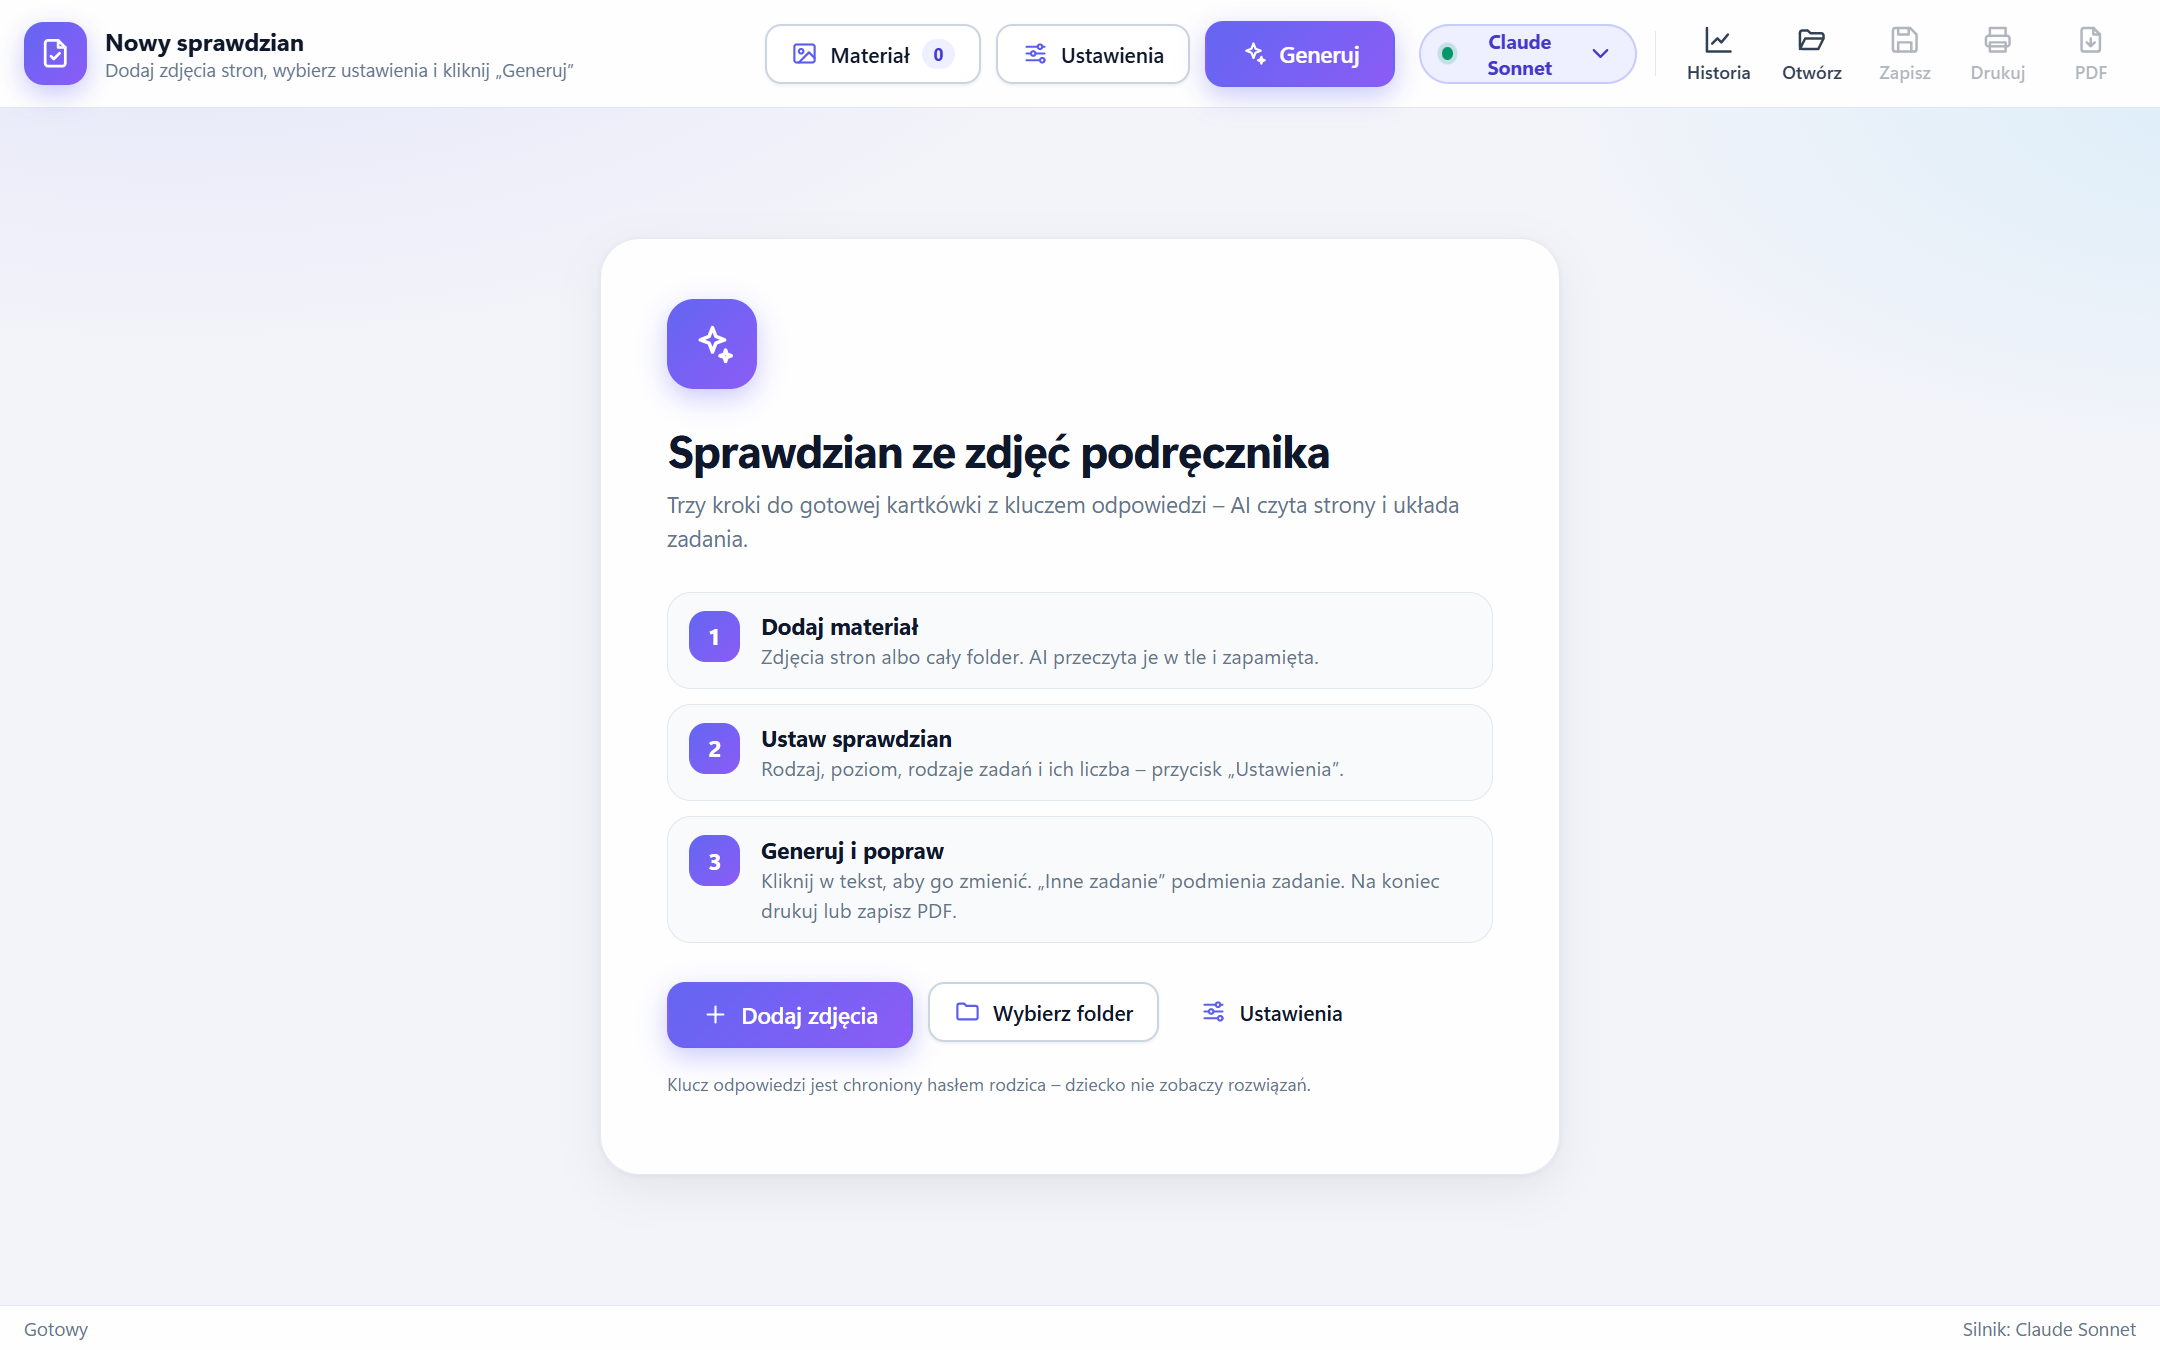 Nowy sprawdzian
Dodaj zdjęcia stron, wybierz ustawienia i kliknij „Generuj”
Materiał 0
Ustawienia
Generuj
Claude
Sonnet
Historia
Otwórz
Zapisz
Drukuj
PDF
Sprawdzian ze zdjęć podręcznika
Trzy kroki do gotowej kartkówki z kluczem odpowiedzi – AI czyta strony i układa
zadania.
1
Dodaj materiał
Zdjęcia stron albo cały folder. AI przeczyta je w tle i zapamięta.
2
Ustaw sprawdzian
Rodzaj, poziom, rodzaje zadań i ich liczba – przycisk „Ustawienia”.
3
Generuj i popraw
Kliknij w tekst, aby go zmienić. „Inne zadanie” podmienia zadanie. Na koniec
drukuj lub zapisz PDF.
Dodaj zdjęcia
Wybierz folder
Ustawienia
Klucz odpowiedzi jest chroniony hasłem rodzica – dziecko nie zobaczy rozwiązań.
Gotowy
Silnik: Claude Sonnet